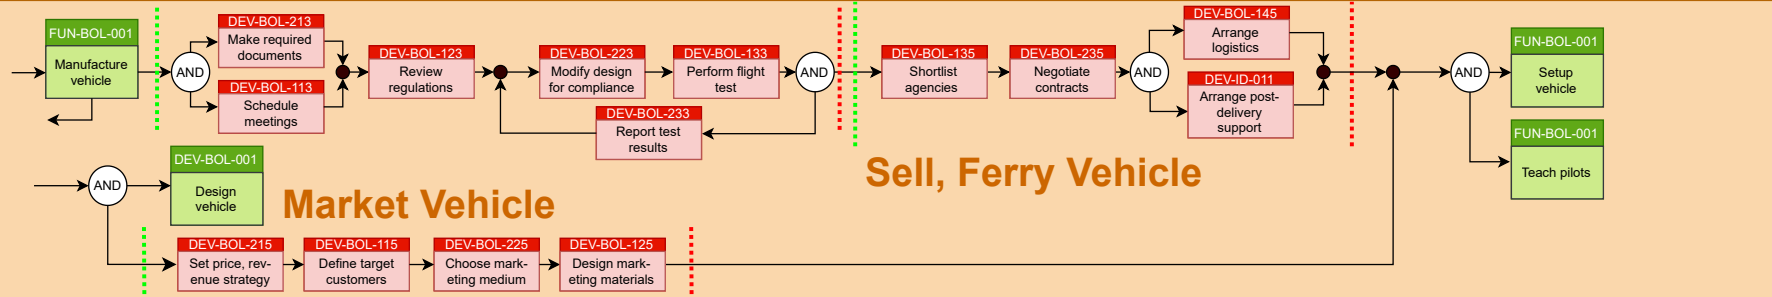 FUN-BOL-001
Manufacture
vehicle
AND
DEV-BOL-213
Make required
documents
DEV-BOL-113
Schedule
meetings
DEV-BOL-123
Review
regulations
DEV-BOL-223
Modify design
for compliance
DEV-BOL-133
Perform flight
test
AND
DEV-BOL-233
Report test
results
DEV-BOL-135
Shortlist
agencies
DEV-BOL-235
Negotiate
contracts
AND
DEV-BOL-145
Arrange
logistics
DEV-ID-011
Arrange post-
delivery
support
AND
FUN-BOL-001
Setup
vehicle
FUN-BOL-001
Teach pilots
Sell, Ferry Vehicle
AND
DEV-BOL-001
Design
vehicle
Market Vehicle
DEV-BOL-215
Set price, rev-
enue strategy
DEV-BOL-115
Define target
customers
DEV-BOL-225
Choose mark-
eting medium
DEV-BOL-125
Design mark-
eting materials